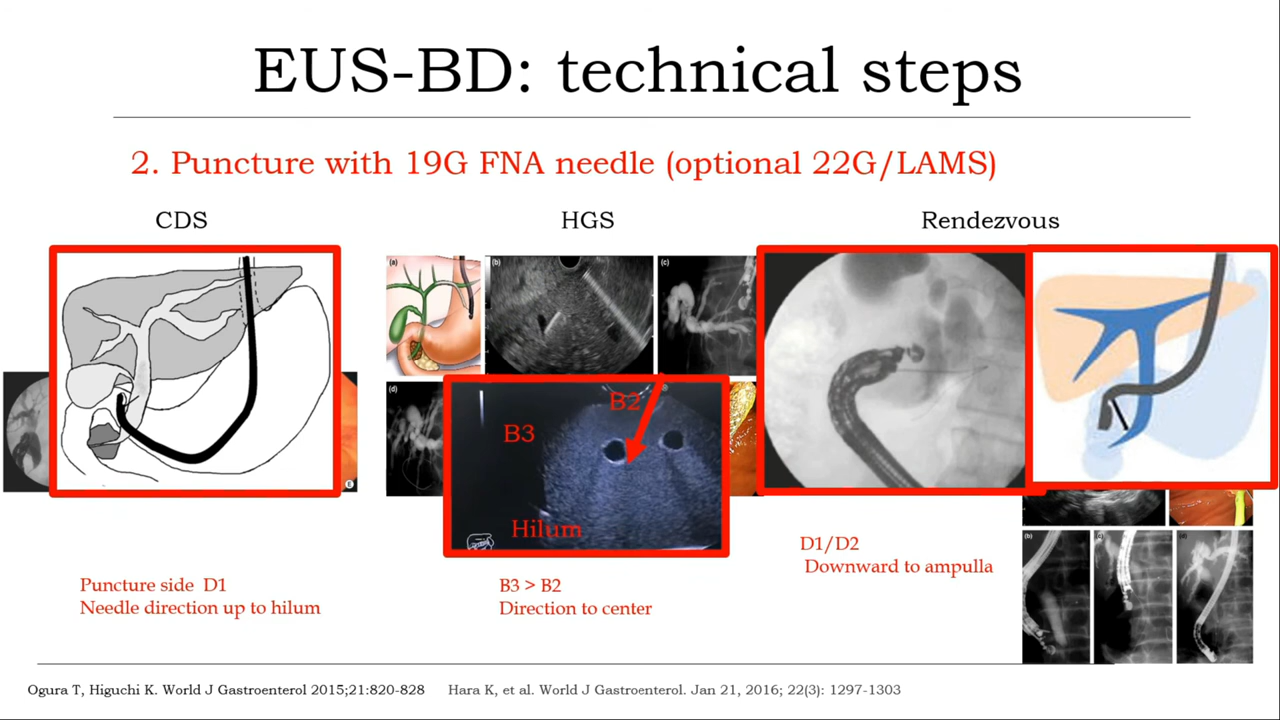 EUS-BD: technical steps
2. Puncture with 19G FNA needle (optional 22G/LAMS)
CDS
HGS
Rendezvous
(a)
(b)
(c)
(d)
B2
B3
Hilum
E
(b)
(c)
(d)
Puncture side D1
Needle direction up to hilum
B3 > B2
Direction to center
D1/D2
Downward to ampulla
Ogura T, Higuchi K. World J Gastroenterol 2015;21:820-828
Hara K, et al. World J Gastroenterol. Jan 21, 2016; 22(3): 1297-1303